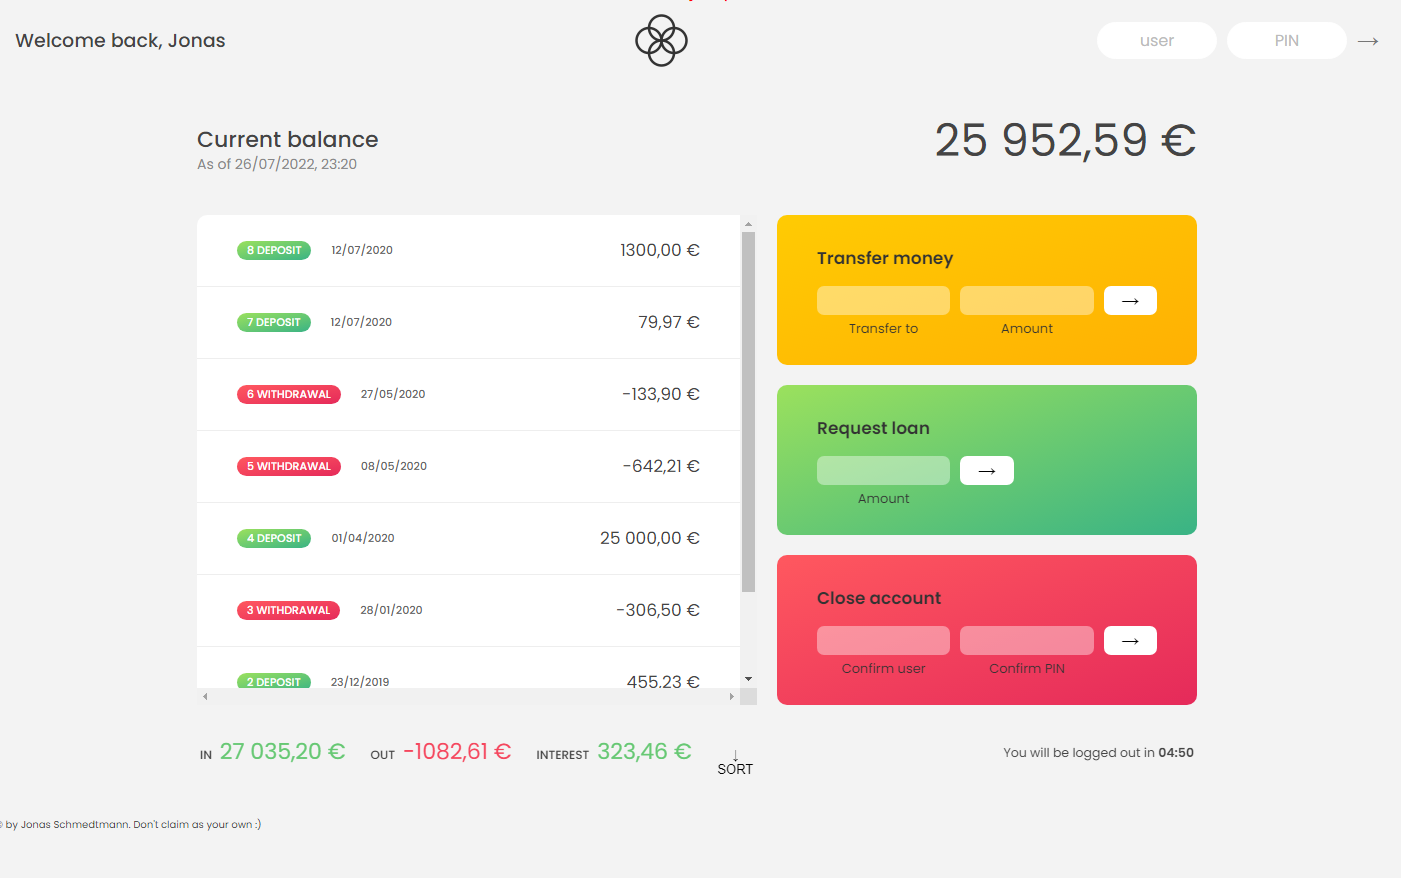 Welcome back, Jonas
user
PIN
→
Current balance
As of 26/07/2022, 23:20
25 952,59 €
8 DEPOSIT 12/07/2020 1300,00 €
7 DEPOSIT 12/07/2020 79,97 €
6 WITHDRAWAL 27/05/2020 -133,90 €
5 WITHDRAWAL 08/05/2020 -642,21 €
4 DEPOSIT 01/04/2020 25 000,00 €
3 WITHDRAWAL 28/01/2020 -306,50 €
2 DEPOSIT 23/12/2019 455,23 €
Transfer money
→
Transfer to Amount
Request loan
→
Amount
Close account
→
Confirm user Confirm PIN
IN 27 035,20 € OUT -1082,61 € INTEREST 323,46 €
↓
SORT
You will be logged out in 04:50
© by Jonas Schmedtmann. Don't claim as your own :)